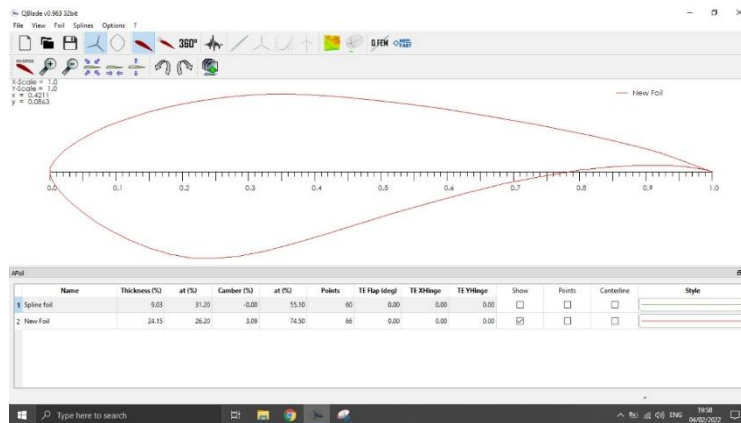 QBlade v0.963 32bit
File View Foil Splines Options ?
360° Q.FEM
X-Scale = 1.0
Y-Scale = 1.0
x = 0.4211
y = 0.0863
New Foil
0.0 0.1 0.2 0.3 0.4 0.5 0.6 0.7 0.8 0.9 1.0
AFoil
Name Thickness (%) at (%) Camber (%) at (%) Points TE Flap (deg) TE XHinge TE YHinge Show Points Centerline Style
1 Spline foil 9.03 31.20 -0.00 55.10 60 0.00 0.00 0.00
2 New Foil 24.15 26.20 3.09 74.50 66 0.00 0.00 0.00
Type here to search ENG 19:58
04/02/2022